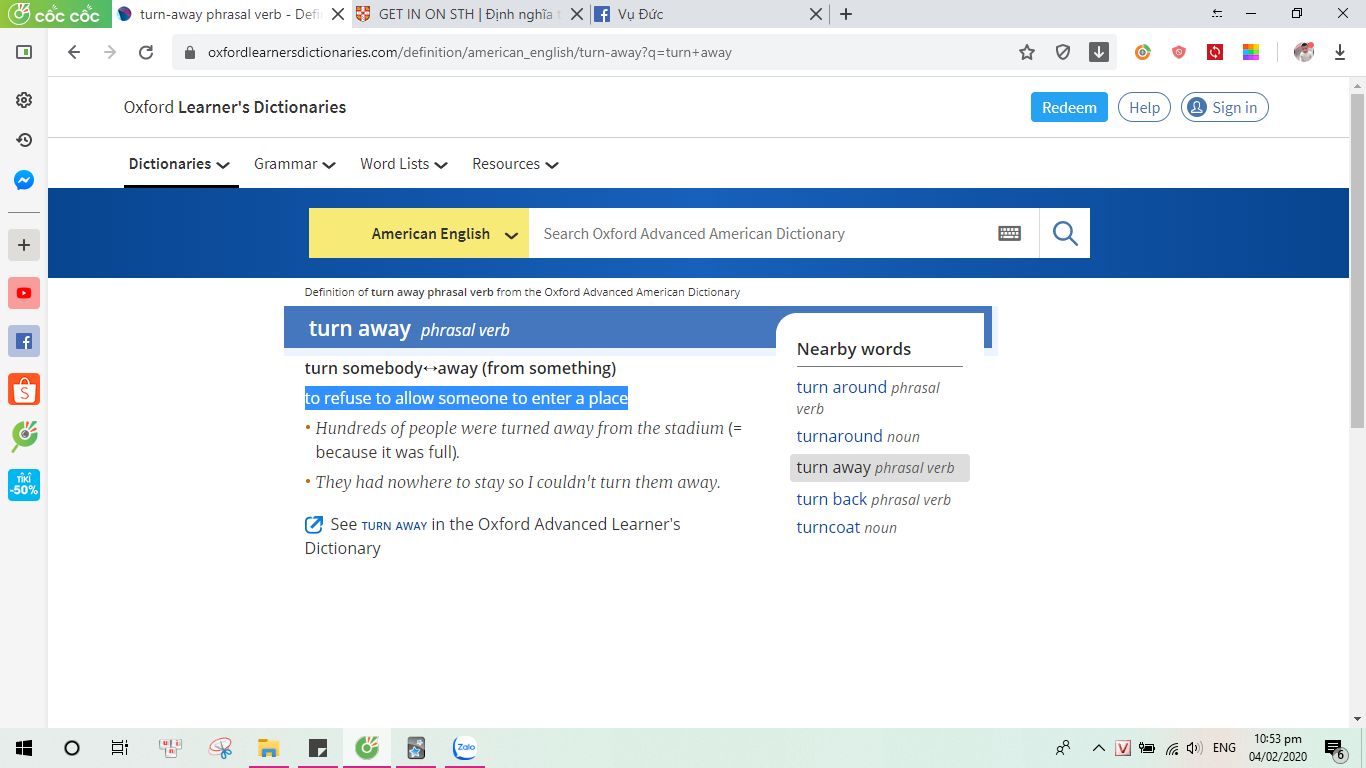 cốc cốc
turn-away phrasal verb - Defi
GET IN ON STH | Định nghĩa t
Vụ Đức
oxfordlearnersdictionaries.com/definition/american_english/turn-away?q=turn+away
Oxford Learner's Dictionaries
Redeem
Help
Sign in
Dictionaries
Grammar
Word Lists
Resources
American English
Search Oxford Advanced American Dictionary
Definition of turn away phrasal verb from the Oxford Advanced American Dictionary
turn away phrasal verb
turn somebody↔away (from something)
to refuse to allow someone to enter a place
• Hundreds of people were turned away from the stadium (=
because it was full).
• They had nowhere to stay so I couldn't turn them away.
See TURN AWAY in the Oxford Advanced Learner's
Dictionary
Nearby words
turn around phrasal
verb
turnaround noun
turn away phrasal verb
turn back phrasal verb
turncoat noun
TIKI
-50%
Zalo
V
ENG
10:53 pm
04/02/2020
6